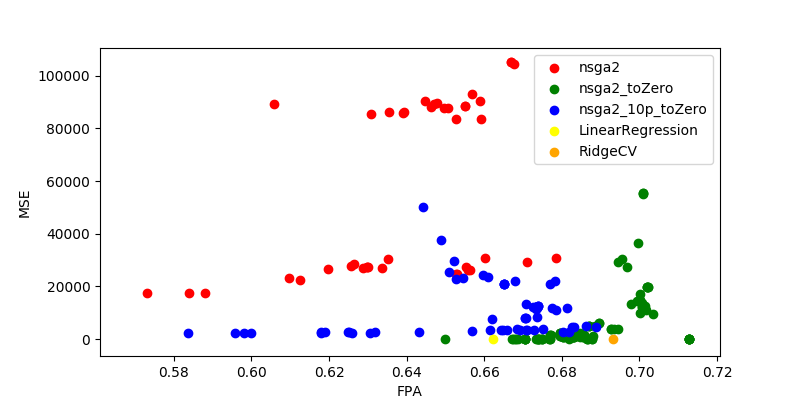 100000
80000
60000
40000
20000
0
MSE
nsga2
nsga2_toZero
nsga2_10p_toZero
LinearRegression
RidgeCV
0.58 0.60 0.62 0.64 0.66 0.68 0.70 0.72
FPA